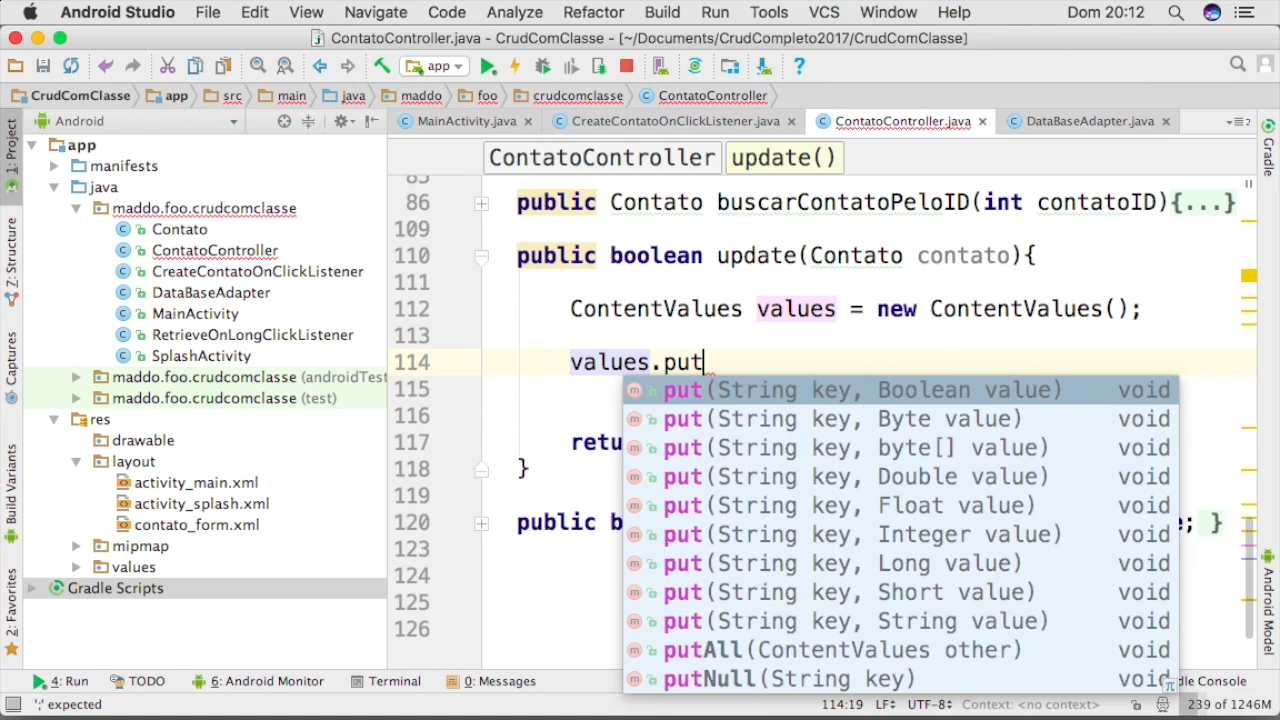 Android Studio File Edit View Navigate Code Analyze Refactor Build Run Tools VCS Window Help Dom 20:12
ContatoController.java - CrudComClasse - [~/Documents/CrudCompleto2017/CrudComClasse]
app
CrudComClasse app src main java maddo foo crudcomclasse ContatoController
Android
MainActivity.java CreateContatoOnClickListener.java ContatoController.java DataBaseAdapter.java
ContatoController update()
1: Project
Z: Structure
Captures
Build Variants
2: Favorites
app
manifests
java
maddo.foo.crudcomclasse
Contato
ContatoController
CreateContatoOnClickListener
DataBaseAdapter
MainActivity
RetrieveOnLongClickListener
SplashActivity
maddo.foo.crudcomclasse (androidTest
maddo.foo.crudcomclasse (test)
res
drawable
layout
activity_main.xml
activity_splash.xml
contato_form.xml
mipmap
values
Gradle Scripts
85
86 public Contato buscarContatoPeloID(int contatoID){...}
109
110 public boolean update(Contato contato){
111
112 ContentValues values = new ContentValues();
113
114 values.put
115
116
117 retu
118 }
119
120 public b e; }
123
124
125
126
put(String key, Boolean value) void
put(String key, Byte value) void
put(String key, byte[] value) void
put(String key, Double value) void
put(String key, Float value) void
put(String key, Integer value) void
put(String key, Long value) void
put(String key, Short value) void
put(String key, String value) void
putAll(ContentValues other) void
putNull(String key) void
π
Gradle
Android Model
4: Run TODO 6: Android Monitor Terminal 0: Messages dle Console
';' expected 114:19 LF UTF-8 Context: <no context> 239 of 1246M